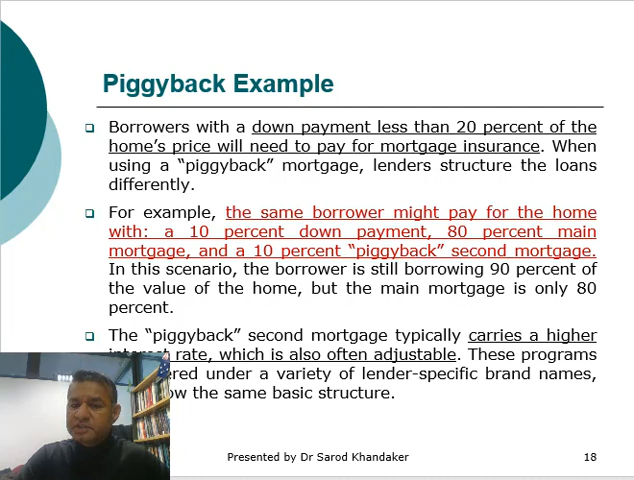 Piggyback Example
Borrowers with a down payment less than 20 percent of the
home's price will need to pay for mortgage insurance. When
using a "piggyback" mortgage, lenders structure the loans
differently.
For example, the same borrower might pay for the home
with: a 10 percent down payment, 80 percent main
mortgage, and a 10 percent "piggyback" second mortgage.
In this scenario, the borrower is still borrowing 90 percent of
the value of the home, but the main mortgage is only 80
percent.
The "piggyback" second mortgage typically carries a higher
rate, which is also often adjustable. These programs
under a variety of lender-specific brand names,
the same basic structure.
Presented by Dr Sarod Khandaker
18